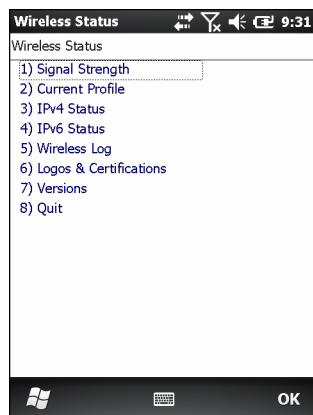 Wireless Status 9:31
Wireless Status
1) Signal Strength
2) Current Profile
3) IPv4 Status
4) IPv6 Status
5) Wireless Log
6) Logos & Certifications
7) Versions
8) Quit
OK